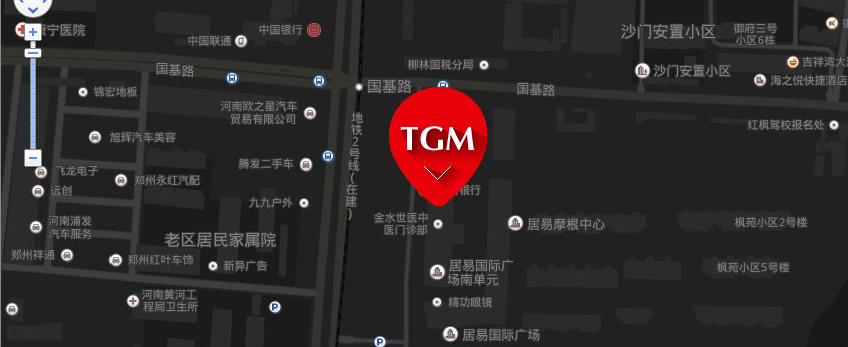 康宁医院
中国联通
中国银行
柳林国税分局
沙门安置小区
御府三号
小区6栋
吉祥湾大
沙门安置小区
海之悦快捷酒店
国基路
国基路
国基路
锦宏地板
河南欧之星汽车
贸易有限公司
地铁2号线(在建)
TGM
红枫驾校报名处
旭辉汽车美容
腾发二手车
飞龙电子
郑州永红汽配
远创
银行
九九户外
金水世医中
医门诊部
居易摩根中心
枫苑小区2号楼
河南浦发
汽车服务
老区居民家属院
郑州祥通
郑州红叶车饰
新异广告
居易国际广
场南单元
枫苑小区5号楼
河南黄河工
程局卫生所
精功眼镜
P
居易国际广场
P